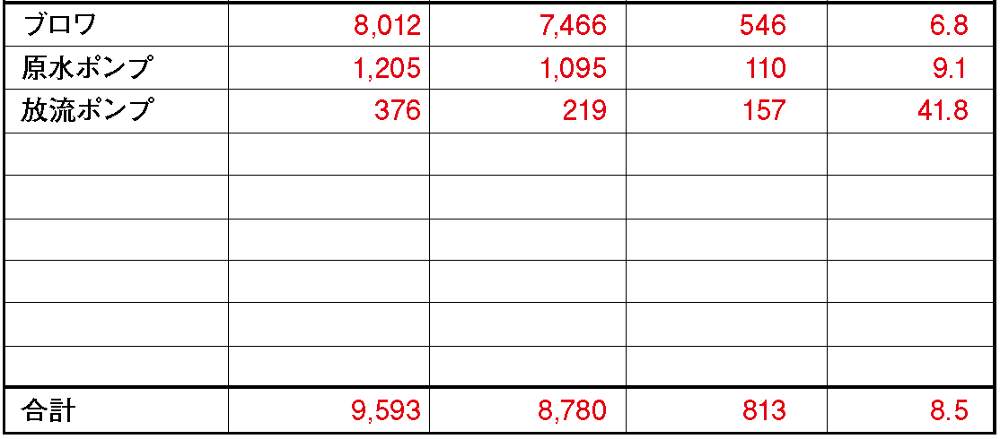 ブロワ 8,012 7,466 546 6.8
原水ポンプ 1,205 1,095 110 9.1
放流ポンプ 376 219 157 41.8
合計 9,593 8,780 813 8.5